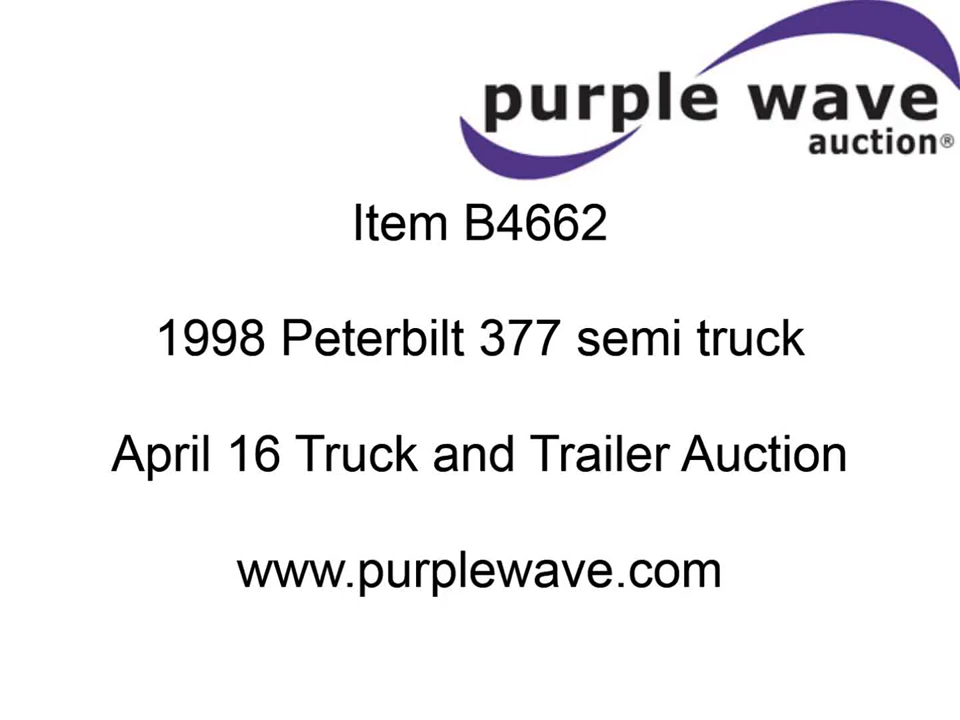 purple wave
auction®
Item B4662
1998 Peterbilt 377 semi truck
April 16 Truck and Trailer Auction
www.purplewave.com